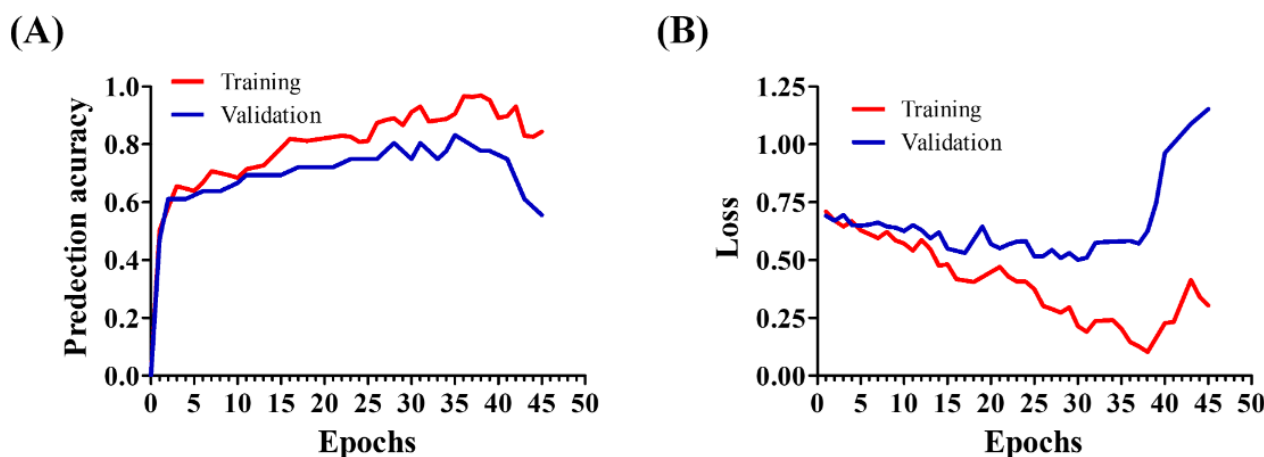 (A)
Predection acuracy
1.0
0.8
0.6
0.4
0.2
0.0
Training
Validation
0 5 10 15 20 25 30 35 40 45 50
Epochs
(B)
Loss
1.25
1.00
0.75
0.50
0.25
0.00
Training
Validation
0 5 10 15 20 25 30 35 40 45 50
Epochs